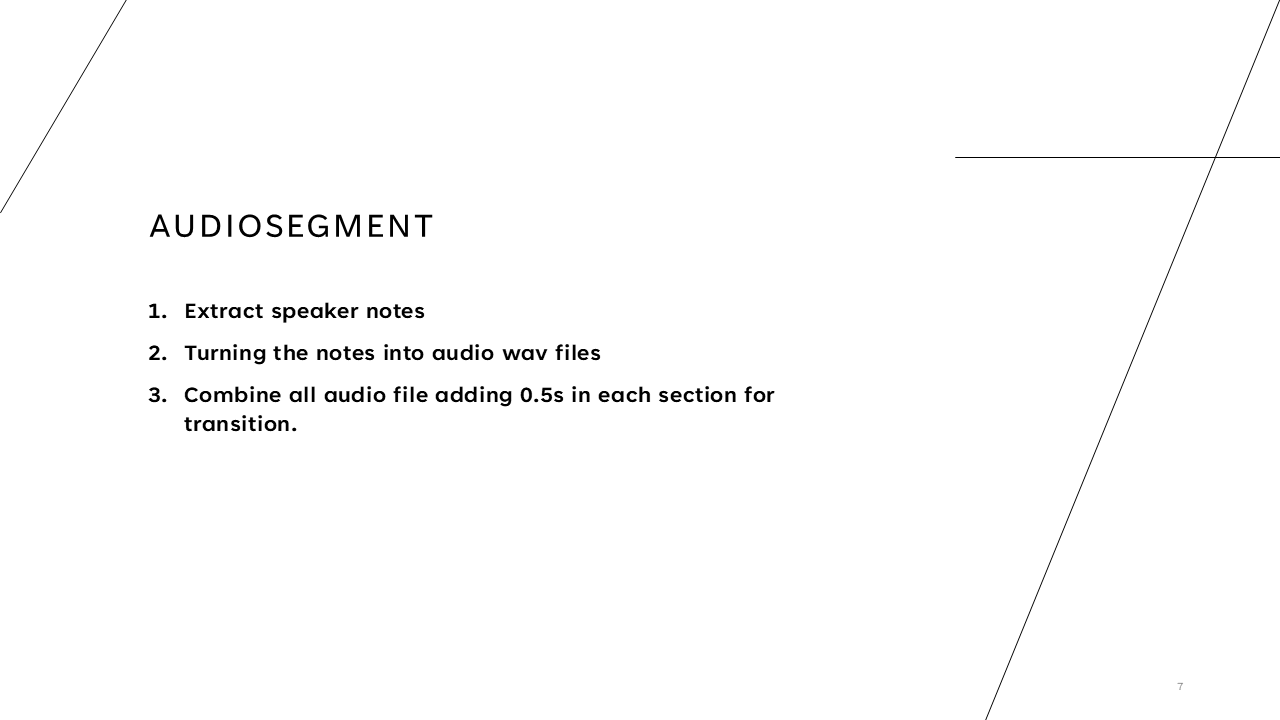 AUDIOSEGMENT
1. Extract speaker notes
2. Turning the notes into audio wav files
3. Combine all audio file adding 0.5s in each section for
transition.
7